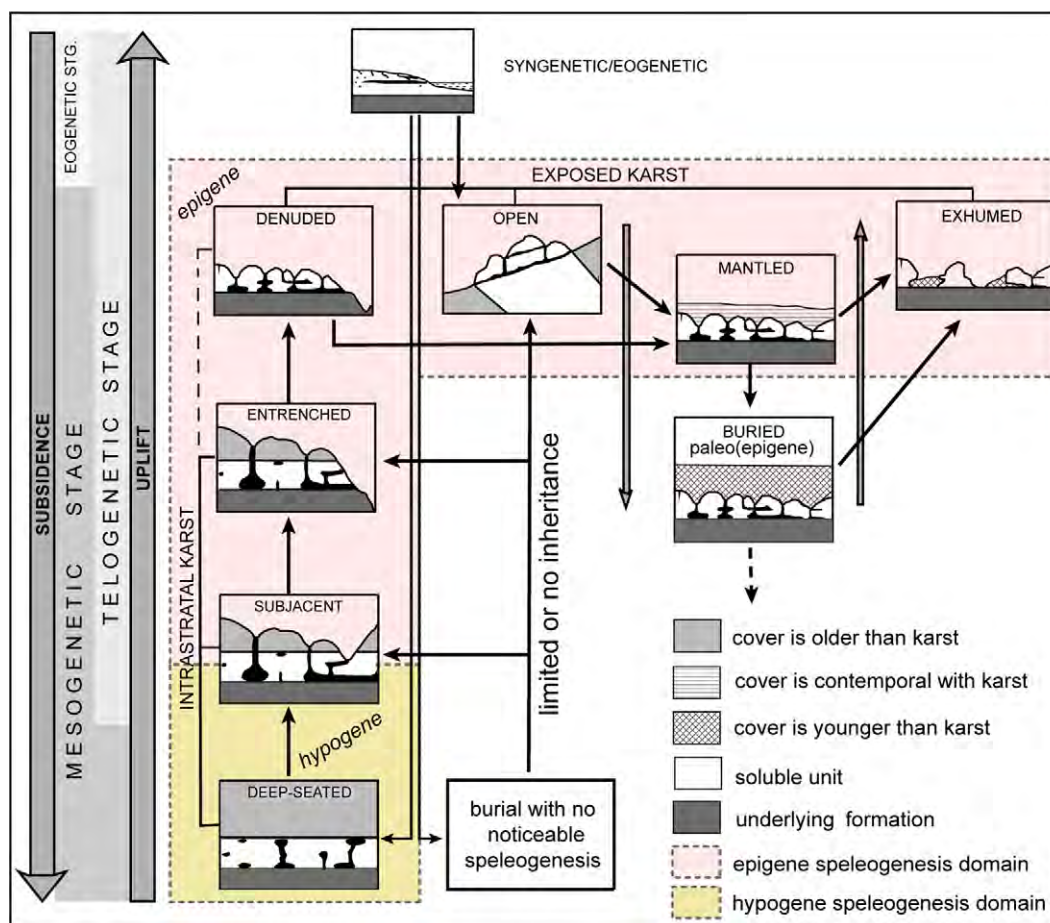 EOGENETIC STG.
SYNGENETIC/EOGENETIC
SUBSIDENCE
MESOGENETIC STAGE
TELOGENETIC STAGE
UPLIFT
epigene
EXPOSED KARST
DENUDED
OPEN
EXHUMED
MANTLED
ENTRENCHED
BURIED
paleo(epigene)
INTRASTRATAL KARST
limited or no inheritance
SUBJACENT
hypogene
DEEP-SEATED
burial with no
noticeable
speleogenesis
cover is older than karst
cover is contemporal with karst
cover is younger than karst
soluble unit
underlying formation
epigene speleogenesis domain
hypogene speleogenesis domain